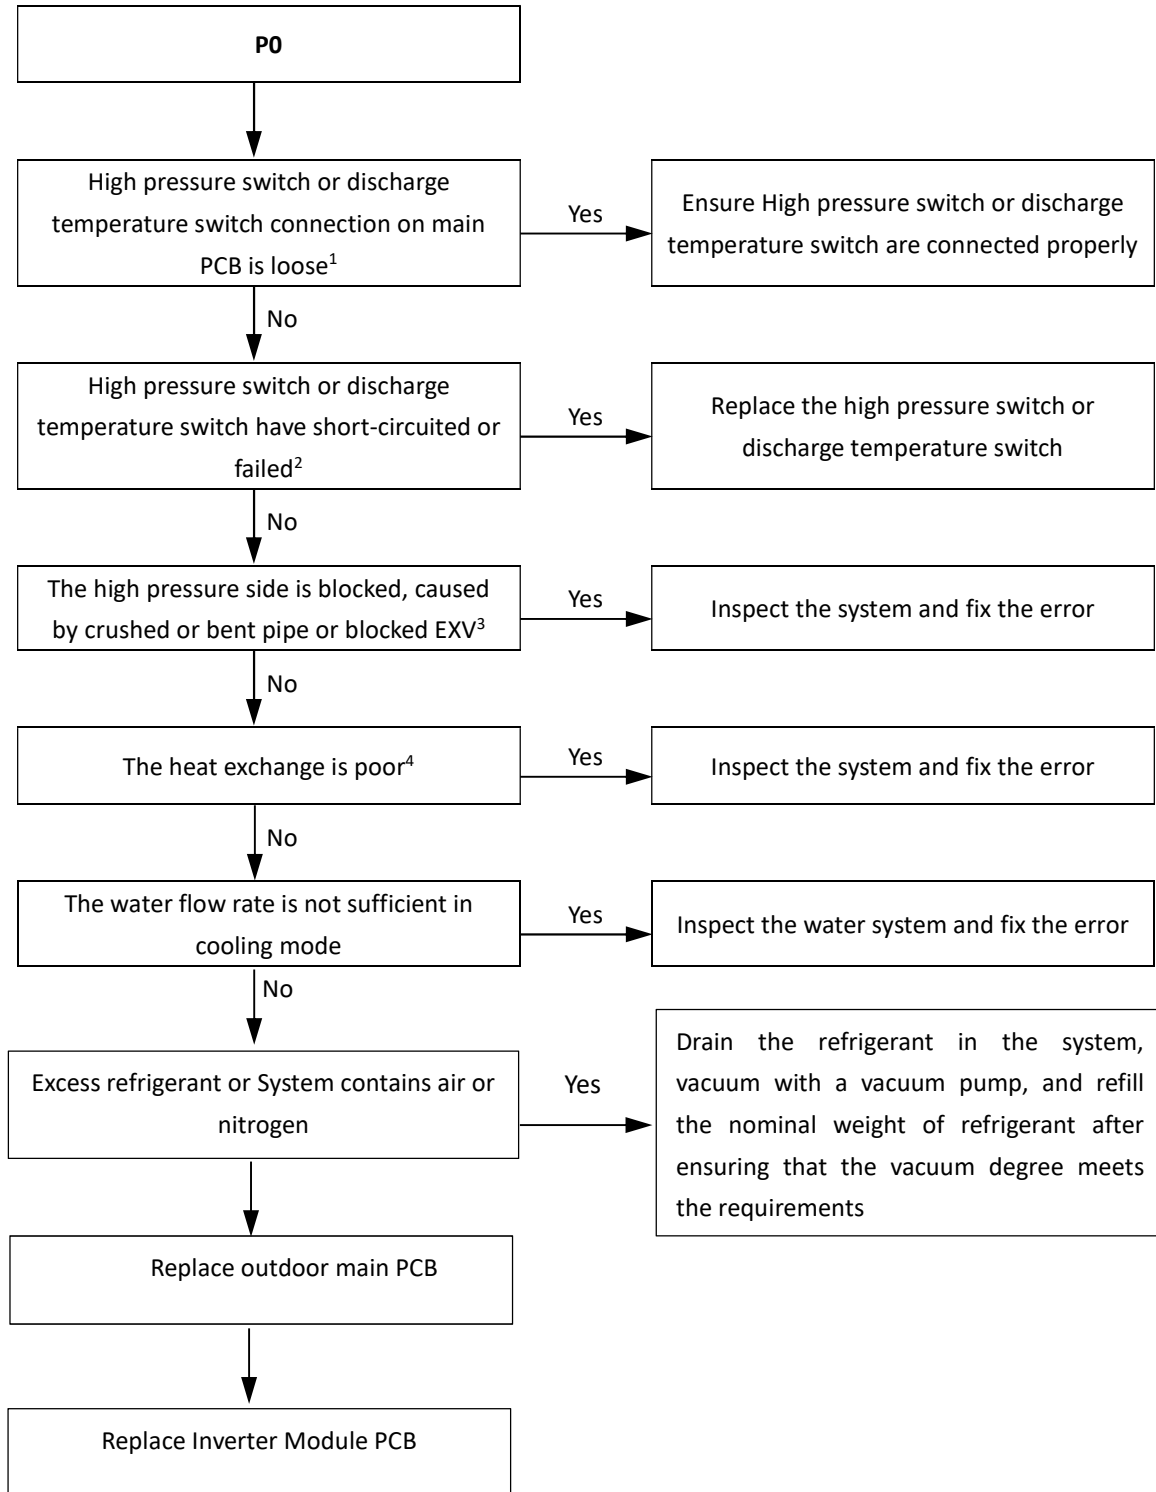 P0
High pressure switch or discharge
temperature switch connection on main
PCB is loose1
Yes
Ensure High pressure switch or discharge
temperature switch are connected properly
No
High pressure switch or discharge
temperature switch have short-circuited or
failed2
Yes
Replace the high pressure switch or
discharge temperature switch
No
The high pressure side is blocked, caused
by crushed or bent pipe or blocked EXV3
Yes
Inspect the system and fix the error
No
The heat exchange is poor4
Yes
Inspect the system and fix the error
No
The water flow rate is not sufficient in
cooling mode
Yes
Inspect the water system and fix the error
No
Excess refrigerant or System contains air or
nitrogen
Yes
Drain the refrigerant in the system,
vacuum with a vacuum pump, and refill
the nominal weight of refrigerant after
ensuring that the vacuum degree meets
the requirements
Replace outdoor main PCB
Replace Inverter Module PCB